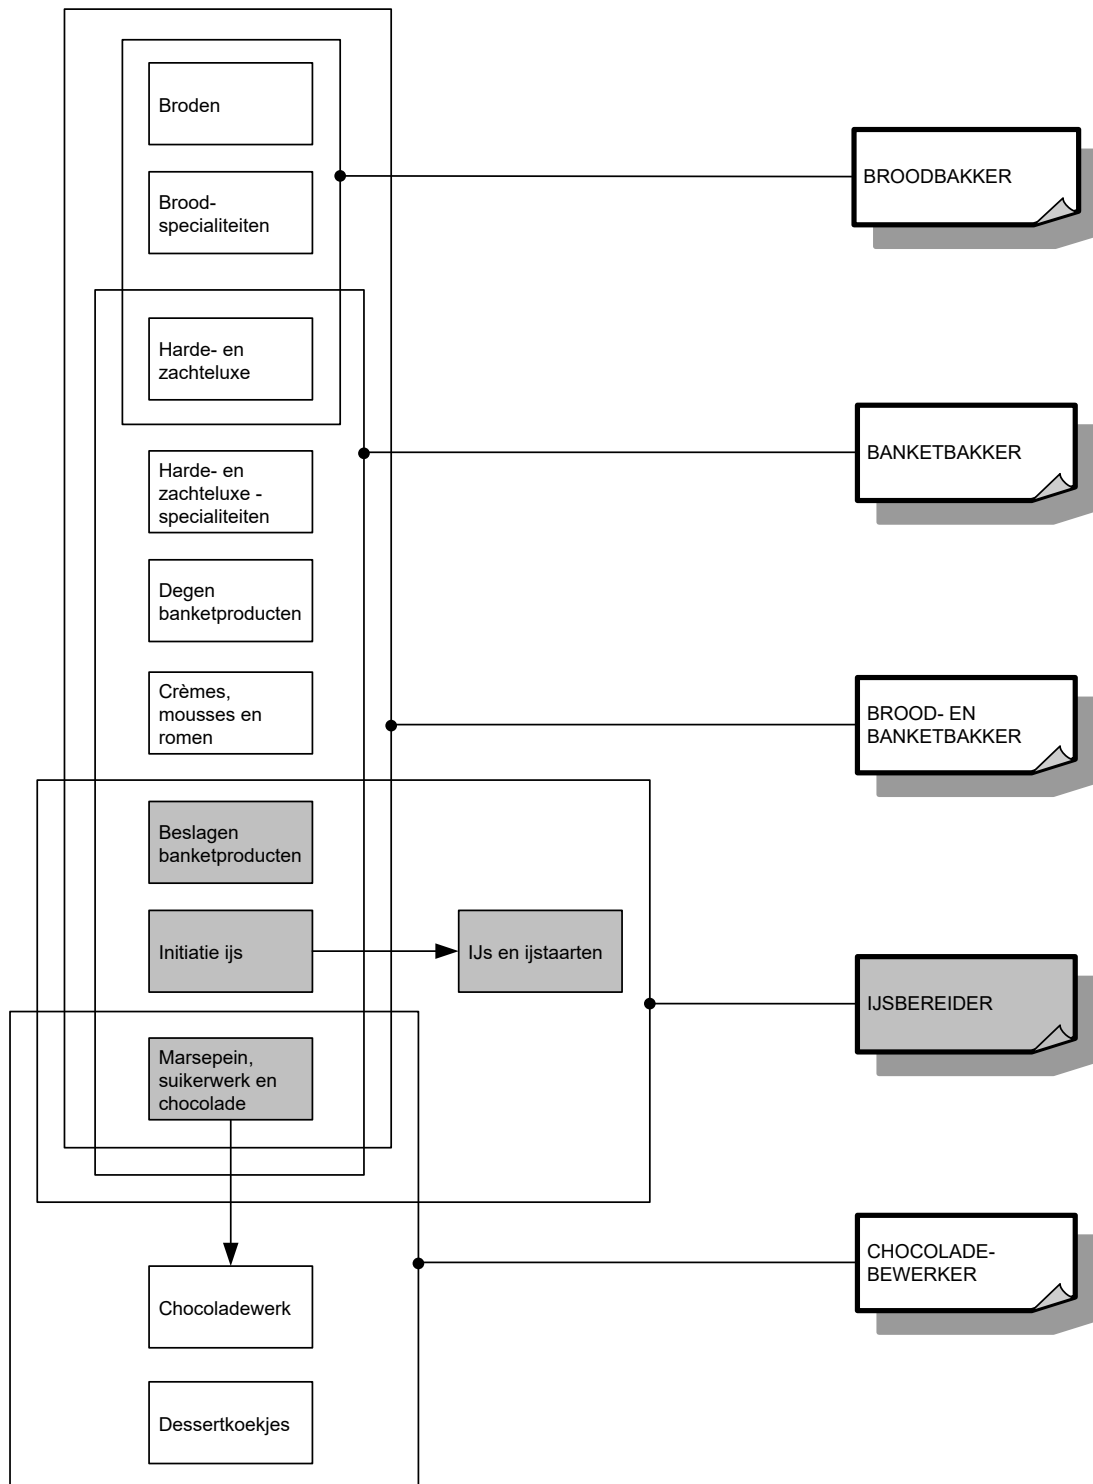 Broden
Brood-
specialiteiten
BROODBAKKER
Harde- en
zachteluxe
Harde- en
zachteluxe -
specialiteiten
BANKETBAKKER
Degen
banketproducten
Crèmes,
mousses en
romen
BROOD- EN
BANKETBAKKER
Beslagen
banketproducten
Initiatie ijs
IJs en ijstaarten
IJSBEREIDER
Marsepein,
suikerwerk en
chocolade
CHOCOLADE-
BEWERKER
Chocoladewerk
Dessertkoekjes